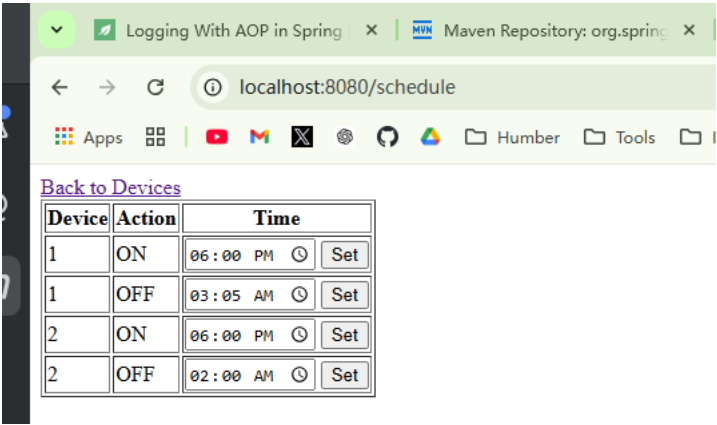 Logging With AOP in Spring
MVN Maven Repository: org.spring
localhost:8080/schedule
Apps Humber Tools
Back to Devices
Device Action Time
1 ON 06:00 PM Set
1 OFF 03:05 AM Set
2 ON 06:00 PM Set
2 OFF 02:00 AM Set